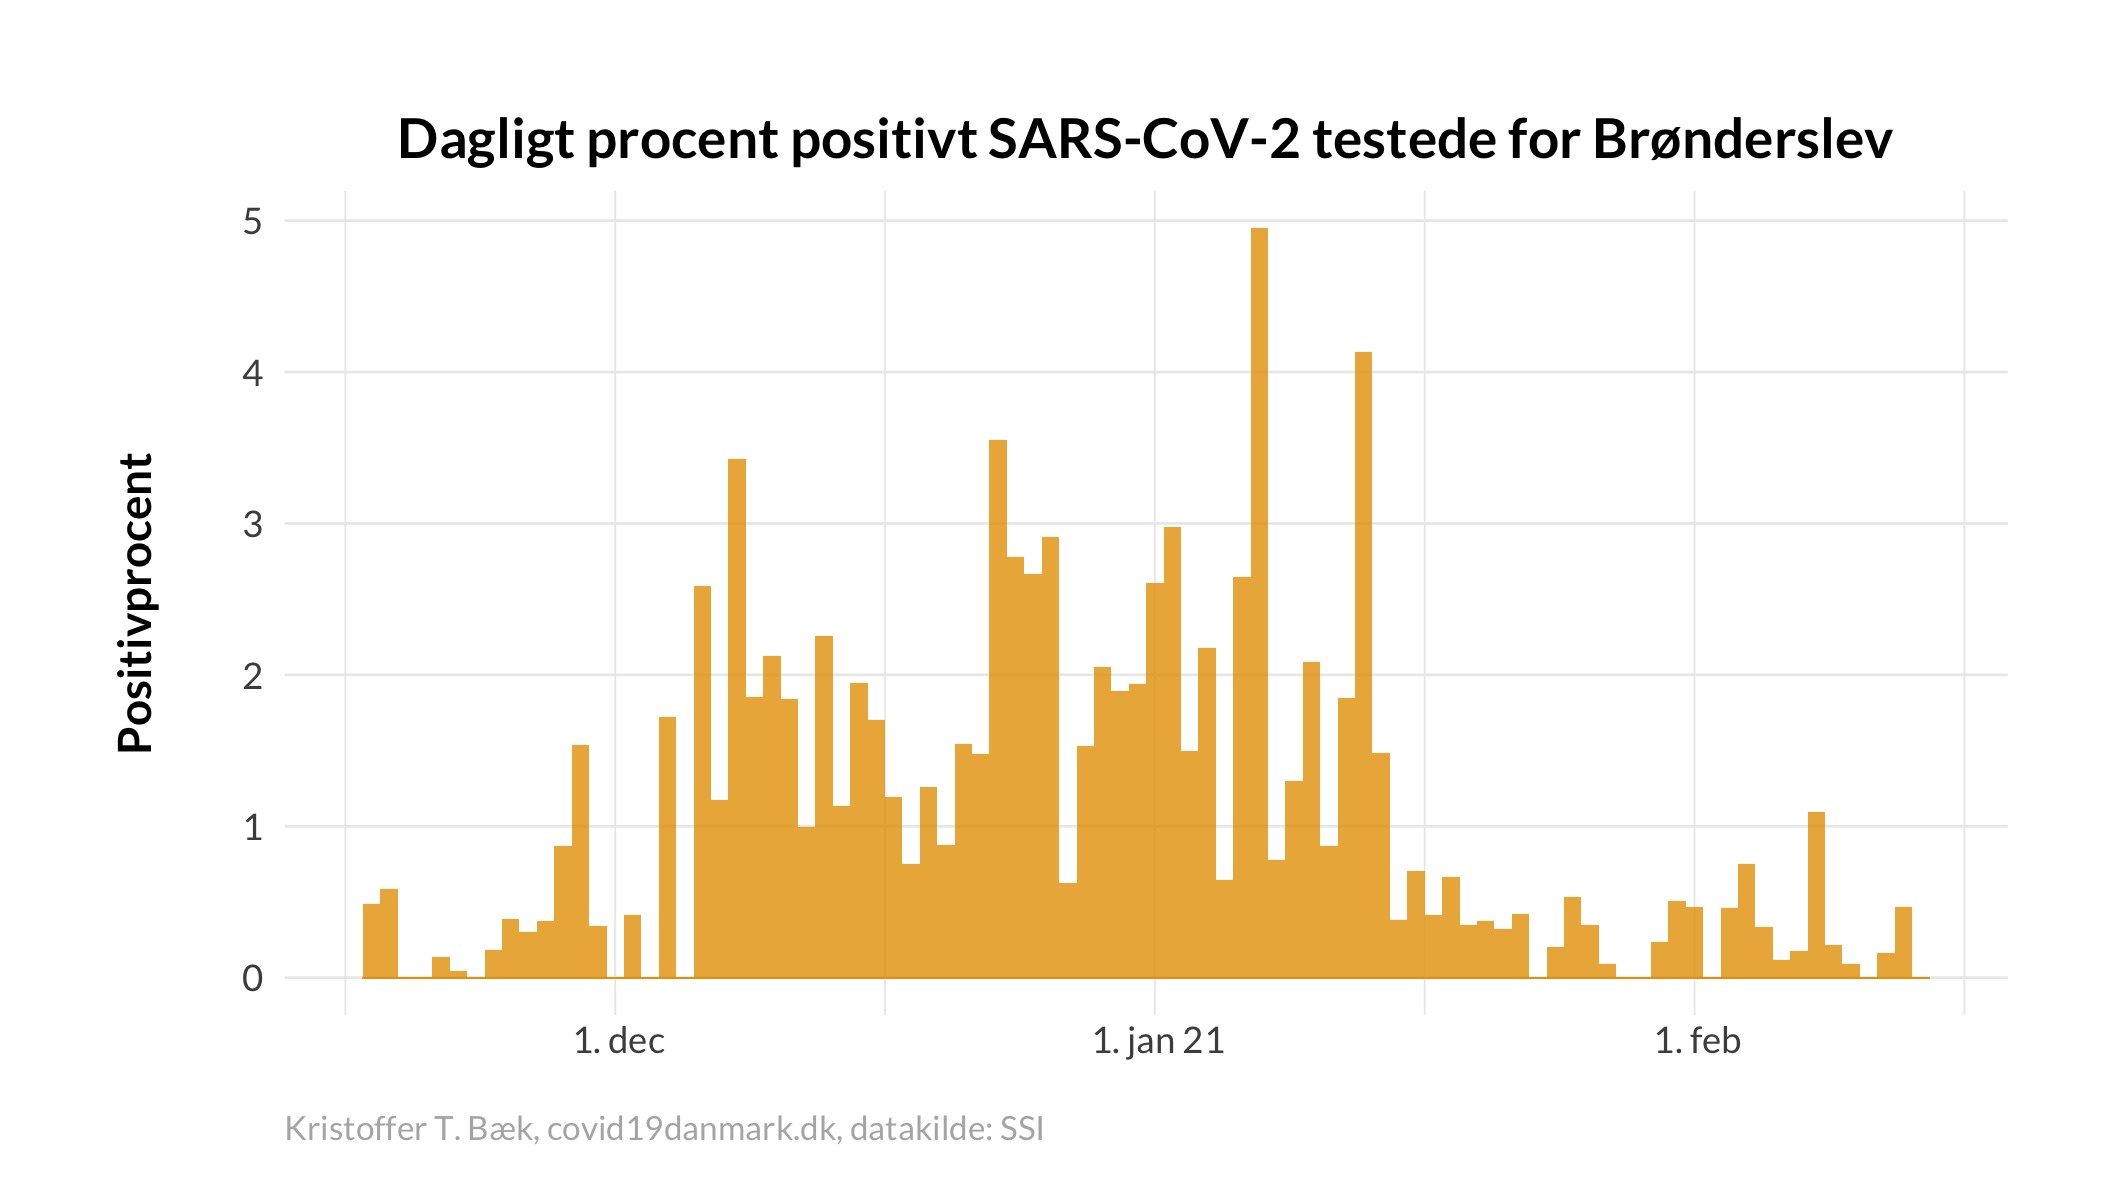 Dagligt procent positivt SARS-CoV-2 testede for Brønderslev
Positivprocent
5
4
3
2
1
0
1. dec
1. jan 21
1. feb
Kristoffer T. Bæk, covid19danmark.dk, datakilde: SSI